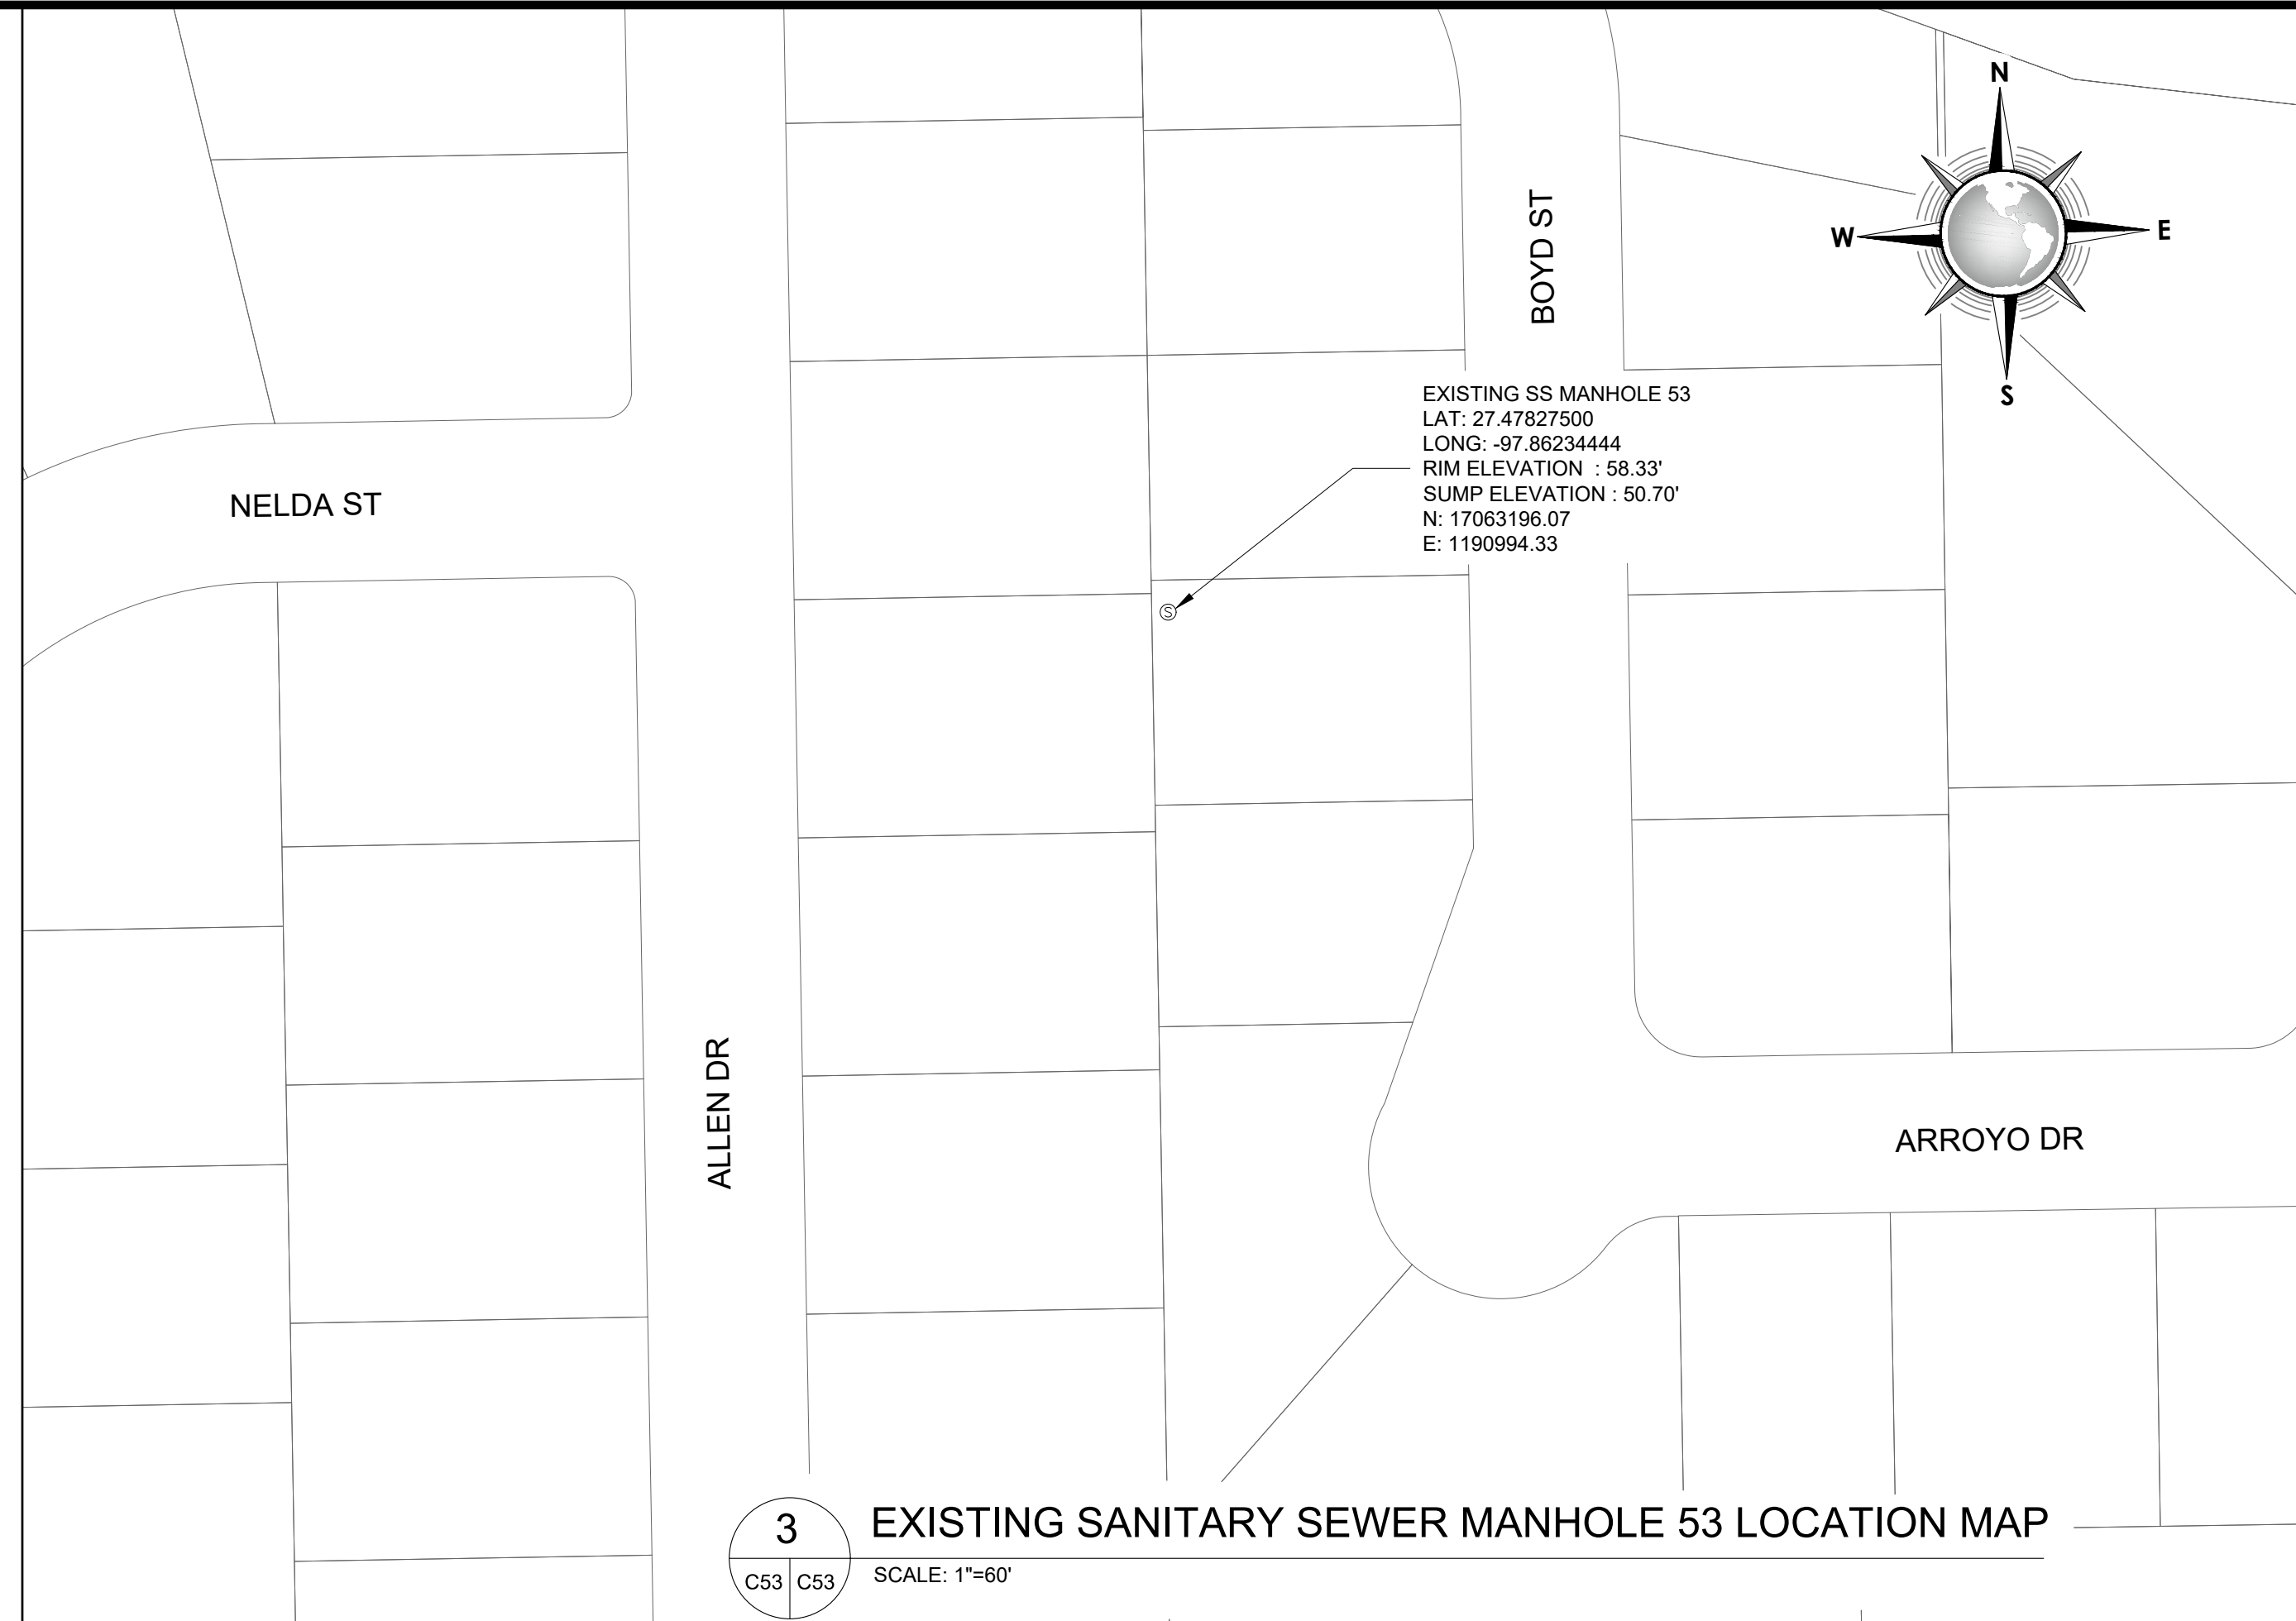 N
W
E
S
BOYD ST
EXISTING SS MANHOLE 53
LAT: 27.47827500
LONG: -97.86234444
RIM ELEVATION : 58.33'
SUMP ELEVATION : 50.70'
N: 17063196.07
E: 1190994.33
NELDA ST
S
ALLEN DR
ARROYO DR
3
C53
C53
EXISTING SANITARY SEWER MANHOLE 53 LOCATION MAP
SCALE: 1"=60'